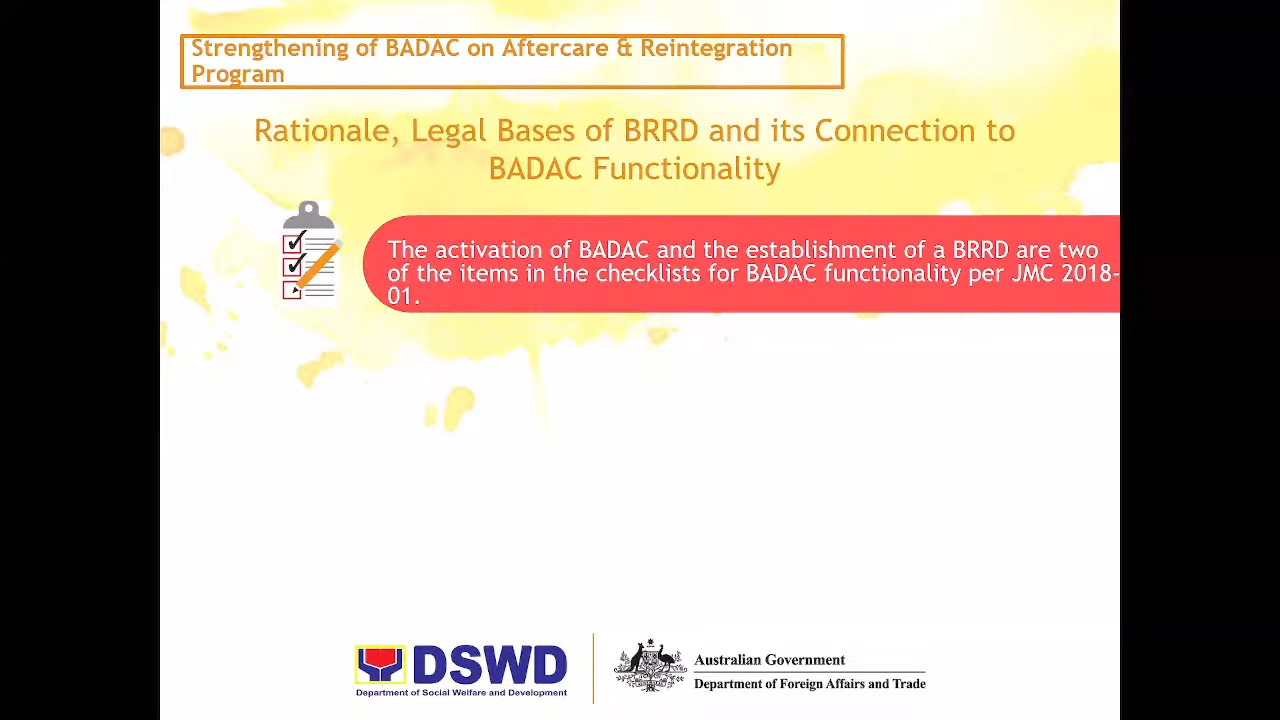 Strengthening of BADAC on Aftercare & Reintegration
Program
Rationale, Legal Bases of BRRD and its Connection to
BADAC Functionality
The activation of BADAC and the establishment of a BRRD are two
of the items in the checklists for BADAC functionality per JMC 2018-
01.
DSWD
Department of Social Welfare and Development
Australian Government
Department of Foreign Affairs and Trade